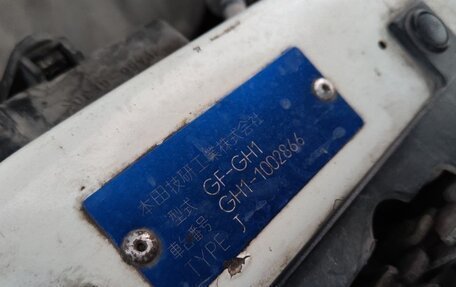 本田技研工業株式会社
型式 GF-GH1
車台番号 GH1-1002866
TYPE J